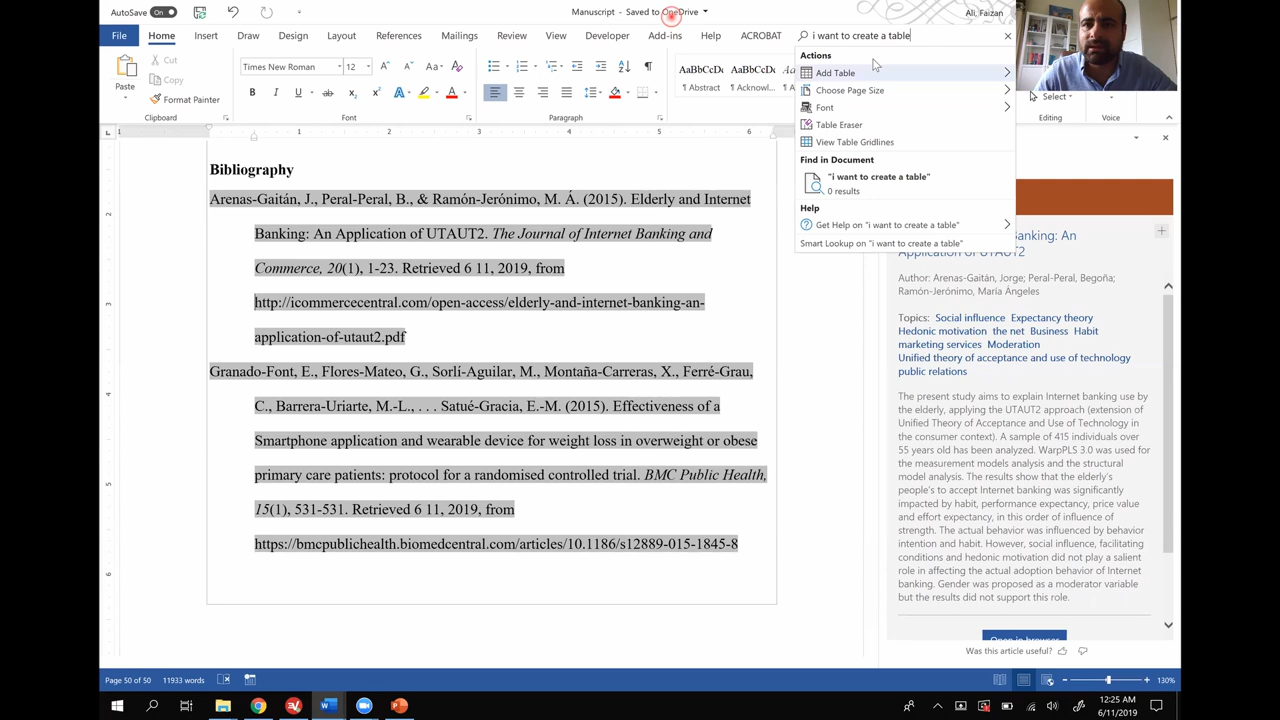 AutoSave On
Manuscript - Saved to OneDrive
Ali, Faizan
File Home Insert Draw Design Layout References Mailings Review View Developer Add-ins Help ACROBAT
i want to create a table
Paste
Cut
Copy
Format Painter
Clipboard
Times New Roman 12
Font
Paragraph
AaBbCcDc AaBbCcDc
¶ Abstract
Select
Editing
Voice
Actions
Add Table
Choose Page Size
Font
Table Eraser
View Table Gridlines
Find in Document
"i want to create a table"
0 results
Help
Get Help on "i want to create a table"
Smart Lookup on "i want to create a table"
1 1 2 3 4 5 6
2
3
4
5
6
Bibliography
Arenas-Gaitán, J., Peral-Peral, B., & Ramón-Jerónimo, M. Á. (2015). Elderly and Internet
Banking: An Application of UTAUT2. The Journal of Internet Banking and
Commerce, 20(1), 1-23. Retrieved 6 11, 2019, from
http://icommercecentral.com/open-access/elderly-and-internet-banking-an-
application-of-utaut2.pdf
Granado-Font, E., Flores-Mateo, G., Sorlí-Aguilar, M., Montaña-Carreras, X., Ferré-Grau,
C., Barrera-Uriarte, M.-L., . . . Satué-Gracia, E.-M. (2015). Effectiveness of a
Smartphone application and wearable device for weight loss in overweight or obese
primary care patients: protocol for a randomised controlled trial. BMC Public Health,
15(1), 531-531. Retrieved 6 11, 2019, from
https://bmcpublichealth.biomedcentral.com/articles/10.1186/s12889-015-1845-8
Banking: An
Author: Arenas-Gaitán, Jorge; Peral-Peral, Begoña;
Ramón-Jerónimo, María Ángeles
Topics: Social influence Expectancy theory
Hedonic motivation the net Business Habit
marketing services Moderation
Unified theory of acceptance and use of technology
public relations
The present study aims to explain Internet banking use by
the elderly, applying the UTAUT2 approach (extension of
Unified Theory of Acceptance and Use of Technology in
the consumer context). A sample of 415 individuals over
55 years old has been analyzed. WarpPLS 3.0 was used for
the measurement models analysis and the structural
model analysis. The results show that the elderly's
people's to accept Internet banking was significantly
impacted by habit, performance expectancy, price value
and effort expectancy, in this order of influence of
strength. The actual behavior was influenced by behavior
intention and habit. However, social influence, facilitating
conditions and hedonic motivation did not play a salient
role in affecting the actual adoption behavior of Internet
banking. Gender was proposed as a moderator variable
but the results did not support this role.
Open in browser
Was this article useful?
Page 50 of 50 11933 words
130%
12:25 AM
6/11/2019